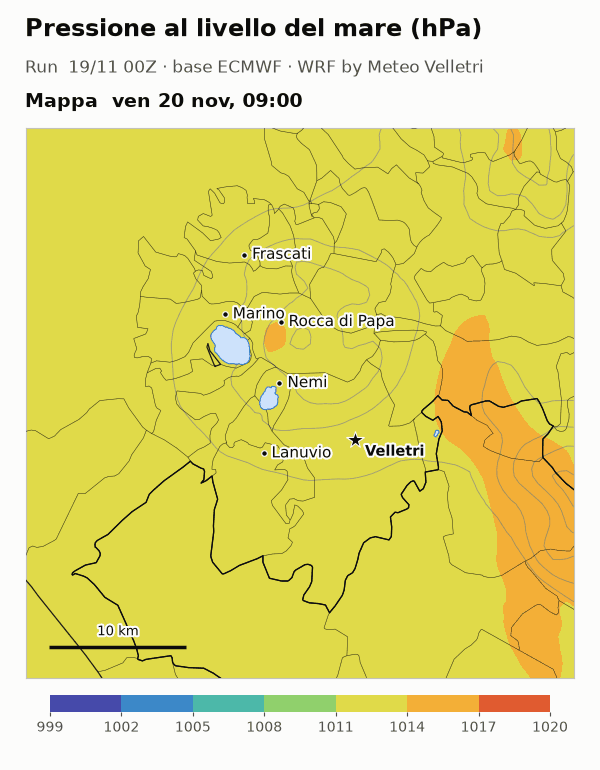 Pressione al livello del mare (hPa)
Run  19/11 00Z · base ECMWF · WRF by Meteo Velletri
Mappa  ven 20 nov, 09:00
Frascati
Marino
Rocca di Papa
Nemi
Velletri
Lanuvio
10 km
999 1002 1005 1008 1011 1014 1017 1020